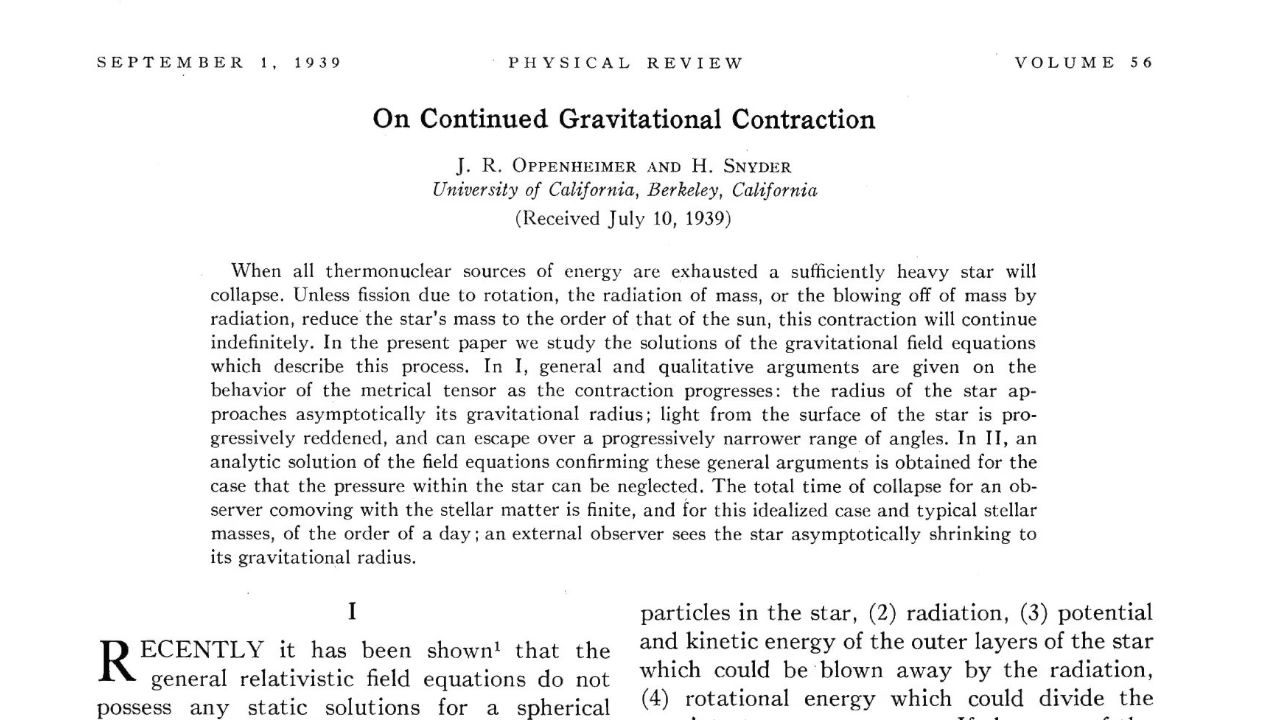 SEPTEMBER 1, 1939 PHYSICAL REVIEW VOLUME 56
On Continued Gravitational Contraction
J. R. OPPENHEIMER AND H. SNYDER
University of California, Berkeley, California
(Received July 10, 1939)
When all thermonuclear sources of energy are exhausted a sufficiently heavy star will
collapse. Unless fission due to rotation, the radiation of mass, or the blowing off of mass by
radiation, reduce the star's mass to the order of that of the sun, this contraction will continue
indefinitely. In the present paper we study the solutions of the gravitational field equations
which describe this process. In I, general and qualitative arguments are given on the
behavior of the metrical tensor as the contraction progresses: the radius of the star ap-
proaches asymptotically its gravitational radius; light from the surface of the star is pro-
gressively reddened, and can escape over a progressively narrower range of angles. In II, an
analytic solution of the field equations confirming these general arguments is obtained for the
case that the pressure within the star can be neglected. The total time of collapse for an ob-
server comoving with the stellar matter is finite, and for this idealized case and typical stellar
masses, of the order of a day; an external observer sees the star asymptotically shrinking to
its gravitational radius.
I
RECENTLY it has been shown¹ that the
general relativistic field equations do not
possess any static solutions for a spherical
particles in the star, (2) radiation, (3) potential
and kinetic energy of the outer layers of the star
which could be blown away by the radiation,
(4) rotational energy which could divide the